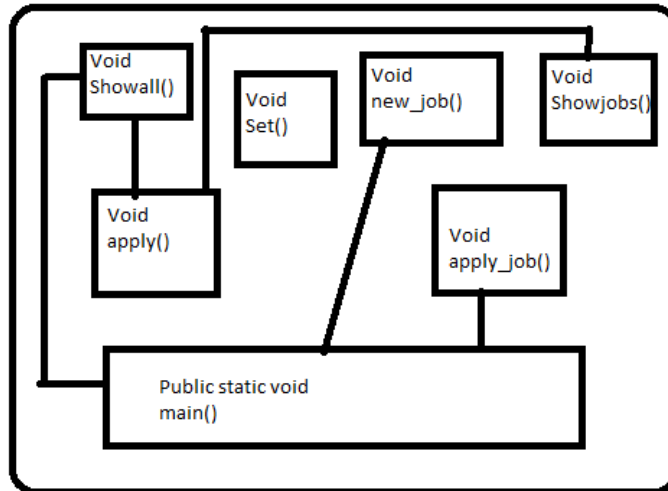 Void
Showall()
Void
Set()
Void
new_job()
Void
Showjobs()
Void
apply()
Void
apply_job()
Public static void
main()